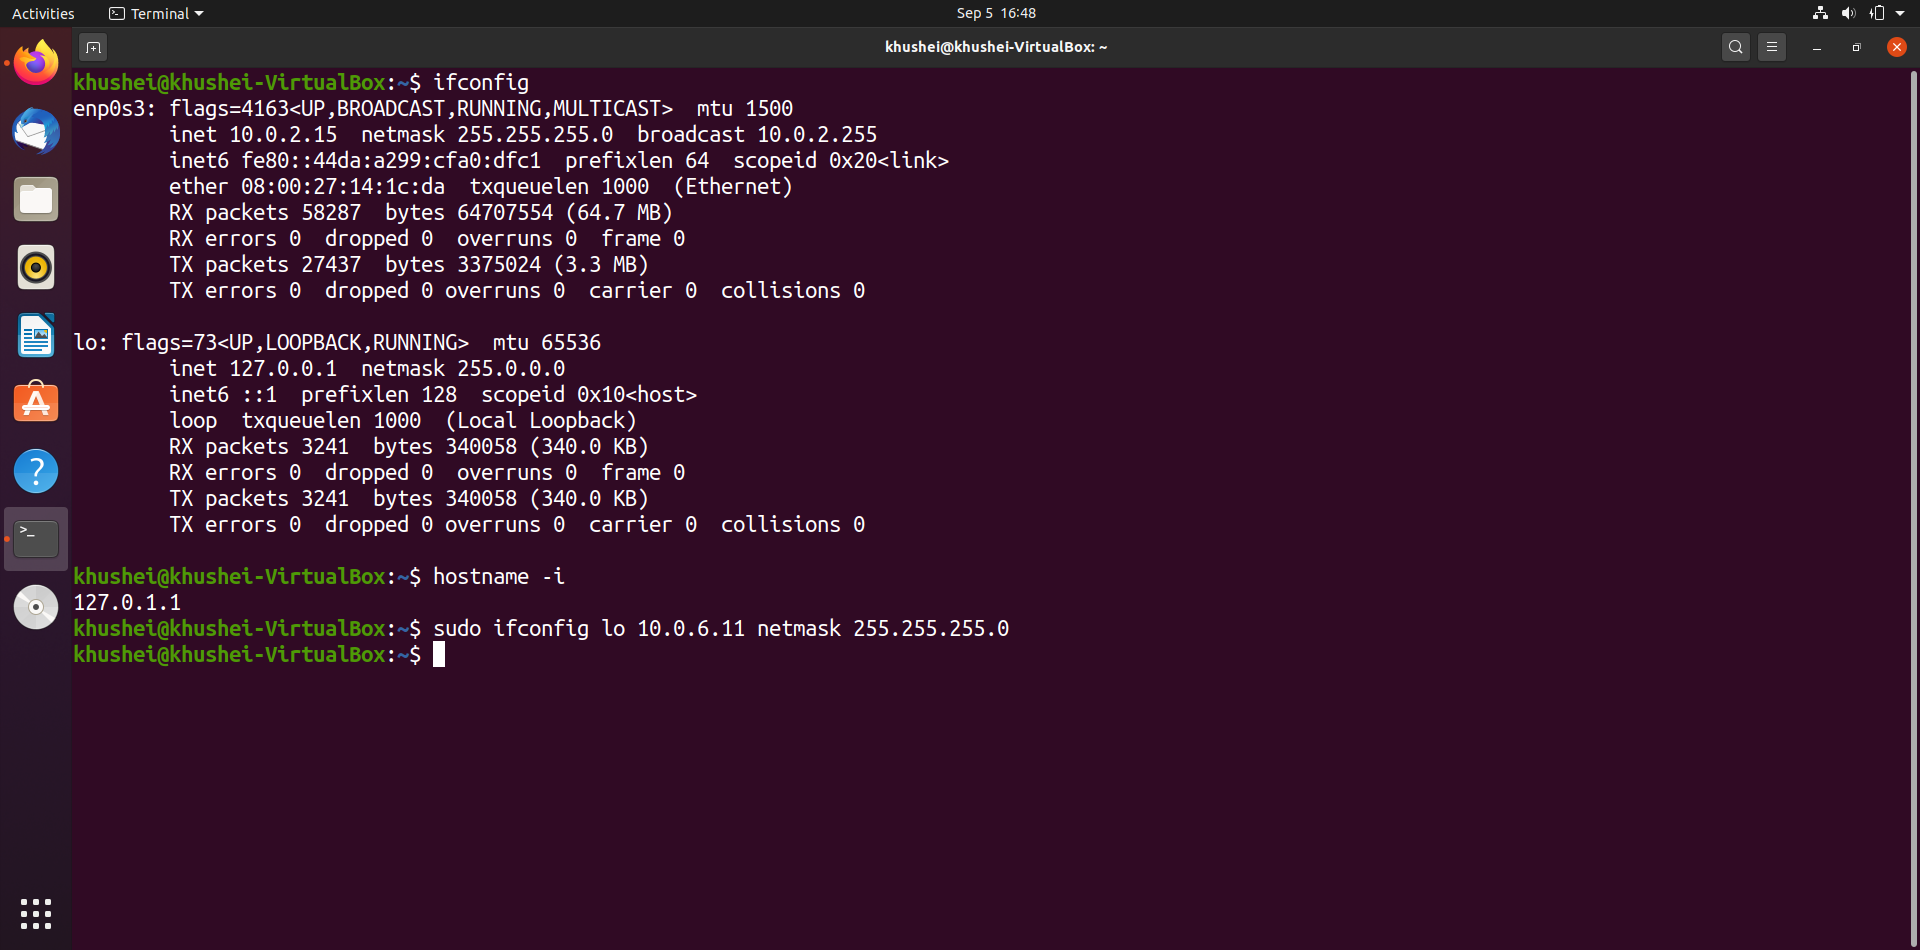 Activities Terminal Sep 5 16:48
khushei@khushei-VirtualBox: ~
khushei@khushei-VirtualBox:~$ ifconfig
enp0s3: flags=4163<UP,BROADCAST,RUNNING,MULTICAST>  mtu 1500
        inet 10.0.2.15  netmask 255.255.255.0  broadcast 10.0.2.255
        inet6 fe80::44da:a299:cfa0:dfc1  prefixlen 64  scopeid 0x20<link>
        ether 08:00:27:14:1c:da  txqueuelen 1000  (Ethernet)
        RX packets 58287  bytes 64707554 (64.7 MB)
        RX errors 0  dropped 0  overruns 0  frame 0
        TX packets 27437  bytes 3375024 (3.3 MB)
        TX errors 0  dropped 0 overruns 0  carrier 0  collisions 0

lo: flags=73<UP,LOOPBACK,RUNNING>  mtu 65536
        inet 127.0.0.1  netmask 255.0.0.0
        inet6 ::1  prefixlen 128  scopeid 0x10<host>
        loop  txqueuelen 1000  (Local Loopback)
        RX packets 3241  bytes 340058 (340.0 KB)
        RX errors 0  dropped 0  overruns 0  frame 0
        TX packets 3241  bytes 340058 (340.0 KB)
        TX errors 0  dropped 0 overruns 0  carrier 0  collisions 0

khushei@khushei-VirtualBox:~$ hostname -i
127.0.1.1
khushei@khushei-VirtualBox:~$ sudo ifconfig lo 10.0.6.11 netmask 255.255.255.0
khushei@khushei-VirtualBox:~$